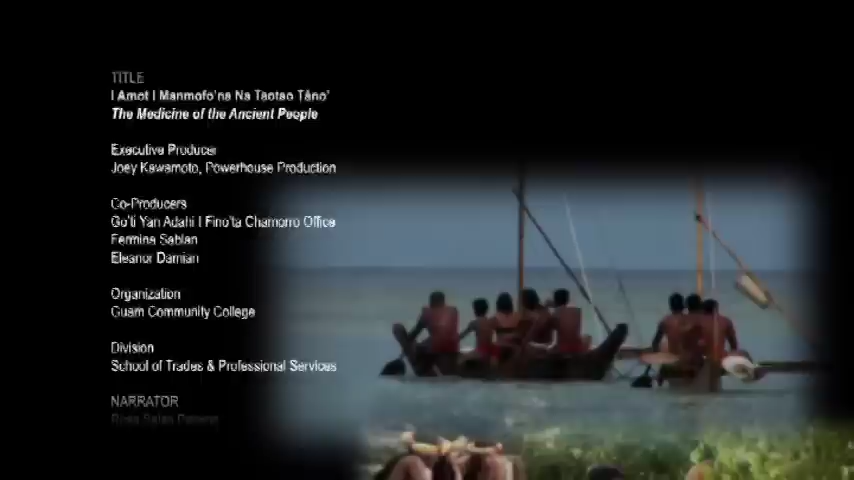 TITLE
I Amot I Manmofo'na Na Taotao Tåno'
The Medicine of the Ancient People
Executive Producer
Joey Kawamoto, Powerhouse Production
Co-Producers
Go'ti Yan Adahi I Fino'ta Chamorro Office
Fermina Sablan
Eleanor Damian
Organization
Guam Community College
Division
School of Trades & Professional Services
NARRATOR
Rosa Salas